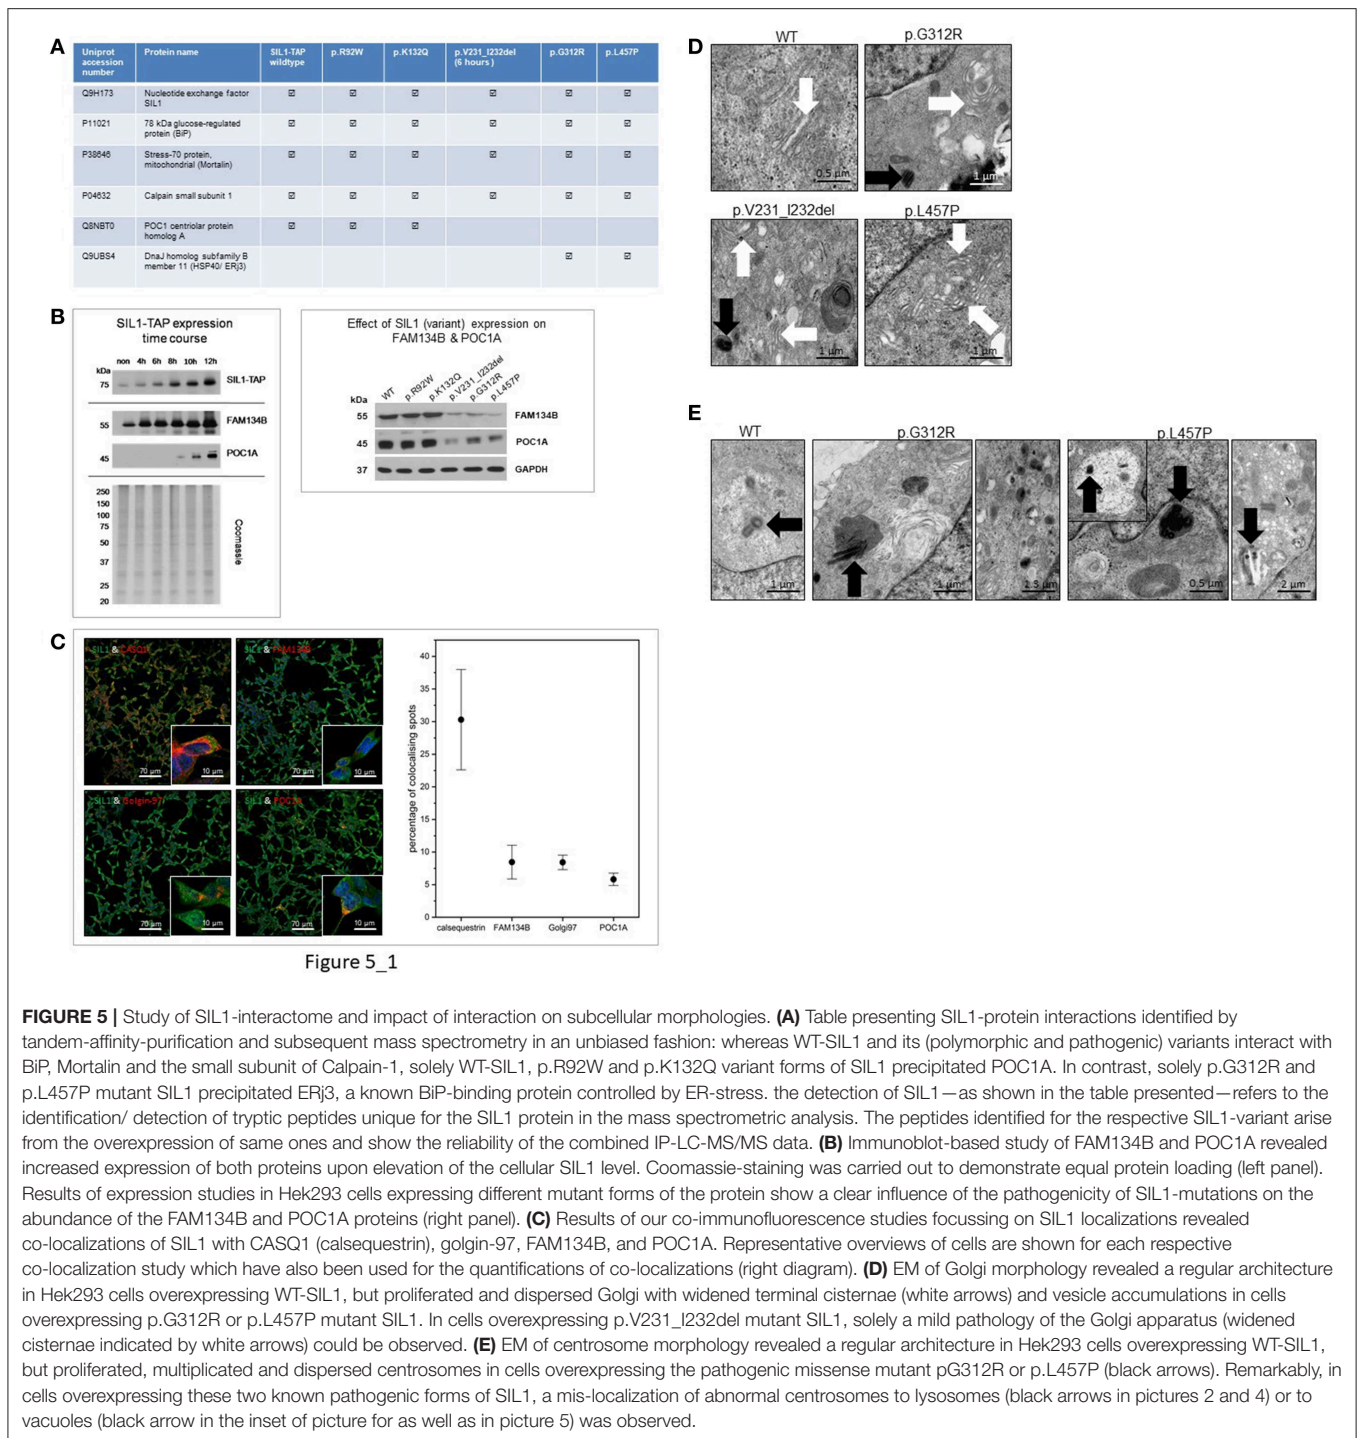 A
Uniprot accession number	Protein name	SIL1-TAP wildtype	p.R92W	p.K132Q	p.V231_I232del (6 hours )	p.G312R	p.L457P
Q9H173	Nucleotide exchange factor SIL1	☑	☑	☑	☑	☑	☑
P11021	78 kDa glucose-regulated protein (BiP)	☑	☑	☑	☑	☑	☑
P38646	Stress-70 protein, mitochondrial (Mortalin)	☑	☑	☑	☑	☑	☑
P04632	Calpain small subunit 1	☑	☑	☑	☑	☑	☑
Q8NBT0	POC1 centriolar protein homolog A	☑	☑	☑
Q9UBS4	DnaJ homolog subfamily B member 11 (HSP40/ ERj3)	☑	☑
B
SIL1-TAP expression
time course
non 4h 6h 8h 10h 12h
kDa
75
SIL1-TAP
55
FAM134B
45
POC1A
250
150
100
75
50
37
25
20
Coomassie
Effect of SIL1 (variant) expression on
FAM134B & POC1A
WT p.R92W p.K132Q p.V231_I232del p.G312R p.L457P
kDa
55
FAM134B
45
POC1A
37
GAPDH
C
SIL1 & CASQ1
70 µm
10 µm
SIL1 & FAM134B
70 µm
10 µm
SIL1 & Golgin-97
70 µm
10 µm
SIL1 & POC1A
70 µm
10 µm
percentage of colocalising spots
40
35
30
25
20
15
10
5
0
calsequestrin FAM134B Golgi97 POC1A
Figure 5_1
D
WT
0.5 µm
p.G312R
1 µm
p.V231_I232del
1 µm
p.L457P
1 µm
E
WT
1 µm
p.G312R
1 µm
2.5 µm
p.L457P
0.5 µm
2 µm
FIGURE 5 | Study of SIL1-interactome and impact of interaction on subcellular morphologies. (A) Table presenting SIL1-protein interactions identified by
tandem-affinity-purification and subsequent mass spectrometry in an unbiased fashion: whereas WT-SIL1 and its (polymorphic and pathogenic) variants interact with
BiP, Mortalin and the small subunit of Calpain-1, solely WT-SIL1, p.R92W and p.K132Q variant forms of SIL1 precipitated POC1A. In contrast, solely p.G312R and
p.L457P mutant SIL1 precipitated ERj3, a known BiP-binding protein controlled by ER-stress. the detection of SIL1—as shown in the table presented—refers to the
identification/ detection of tryptic peptides unique for the SIL1 protein in the mass spectrometric analysis. The peptides identified for the respective SIL1-variant arise
from the overexpression of same ones and show the reliability of the combined IP-LC-MS/MS data. (B) Immunoblot-based study of FAM134B and POC1A revealed
increased expression of both proteins upon elevation of the cellular SIL1 level. Coomassie-staining was carried out to demonstrate equal protein loading (left panel).
Results of expression studies in Hek293 cells expressing different mutant forms of the protein show a clear influence of the pathogenicity of SIL1-mutations on the
abundance of the FAM134B and POC1A proteins (right panel). (C) Results of our co-immunofluorescence studies focussing on SIL1 localizations revealed
co-localizations of SIL1 with CASQ1 (calsequestrin), golgin-97, FAM134B, and POC1A. Representative overviews of cells are shown for each respective
co-localization study which have also been used for the quantifications of co-localizations (right diagram). (D) EM of Golgi morphology revealed a regular architecture
in Hek293 cells overexpressing WT-SIL1, but proliferated and dispersed Golgi with widened terminal cisternae (white arrows) and vesicle accumulations in cells
overexpressing p.G312R or p.L457P mutant SIL1. In cells overexpressing p.V231_I232del mutant SIL1, solely a mild pathology of the Golgi apparatus (widened
cisternae indicated by white arrows) could be observed. (E) EM of centrosome morphology revealed a regular architecture in Hek293 cells overexpressing WT-SIL1,
but proliferated, multiplicated and dispersed centrosomes in cells overexpressing the pathogenic missense mutant pG312R or p.L457P (black arrows). Remarkably, in
cells overexpressing these two known pathogenic forms of SIL1, a mis-localization of abnormal centrosomes to lysosomes (black arrows in pictures 2 and 4) or to
vacuoles (black arrow in the inset of picture for as well as in picture 5) was observed.